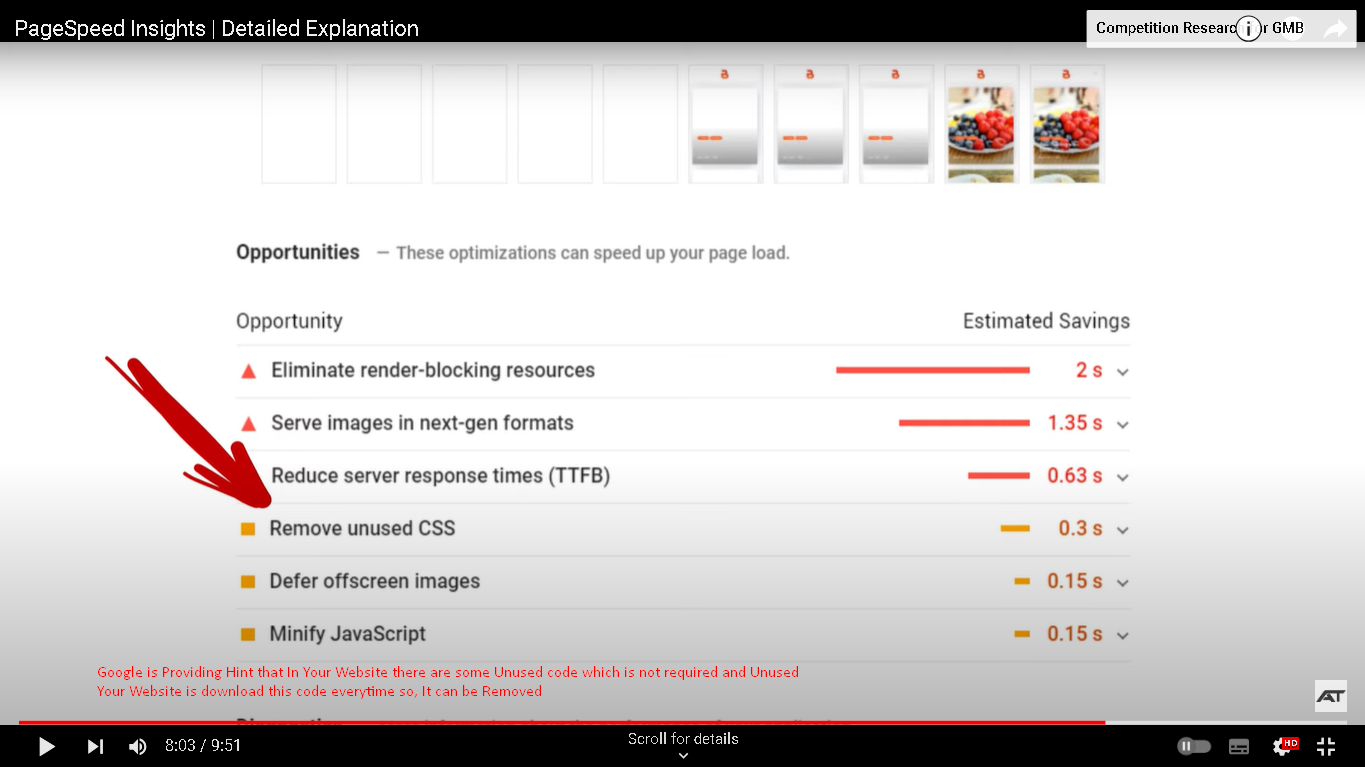 PageSpeed Insights | Detailed Explanation
Competition Research for GMB
Opportunities — These optimizations can speed up your page load.
Opportunity Estimated Savings
Eliminate render-blocking resources 2 s
Serve images in next-gen formats 1.35 s
Reduce server response times (TTFB) 0.63 s
Remove unused CSS 0.3 s
Defer offscreen images 0.15 s
Minify JavaScript 0.15 s
Google is Providing Hint that In Your Website there are some Unused code which is not required and Unused
Your Website is download this code everytime so, It can be Removed
AT
8:03 / 9:51
Scroll for details
HD